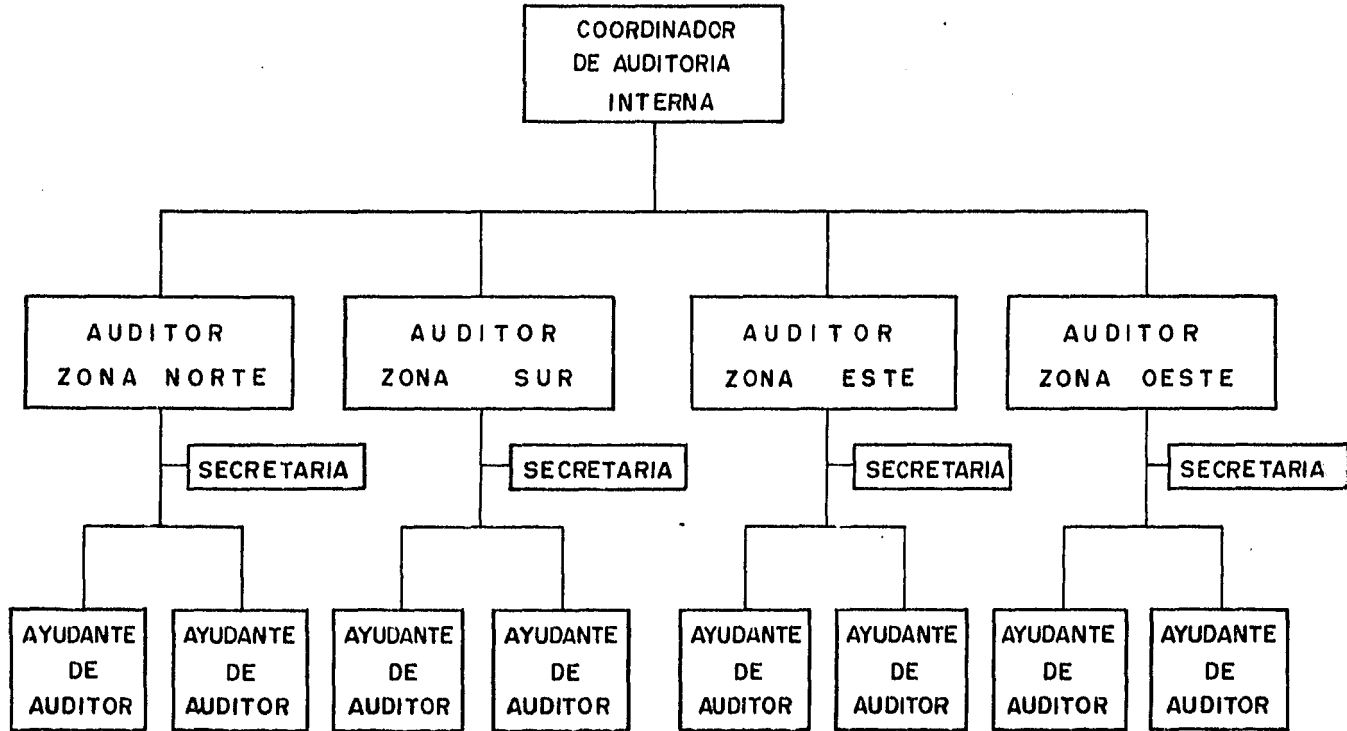 COORDINADOR
DE AUDITORIA
INTERNA
AUDITOR
ZONA NORTE
AUDITOR
ZONA SUR
AUDITOR
ZONA ESTE
AUDITOR
ZONA OESTE
SECRETARIA
SECRETARIA
SECRETARIA
SECRETARIA
AYUDANTE
DE
AUDITOR
AYUDANTE
DE
AUDITOR
AYUDANTE
DE
AUDITOR
AYUDANTE
DE
AUDITOR
AYUDANTE
DE
AUDITOR
AYUDANTE
DE
AUDITOR
AYUDANTE
DE
AUDITOR
AYUDANTE
DE
AUDITOR